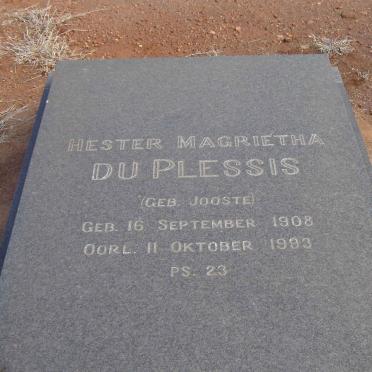 HESTER MAGRIETHA
DU PLESSIS
(GEB. JOOSTE)
GEB. 16 SEPTEMBER 1908
OORL. 11 OKTOBER 1993
PS. 23